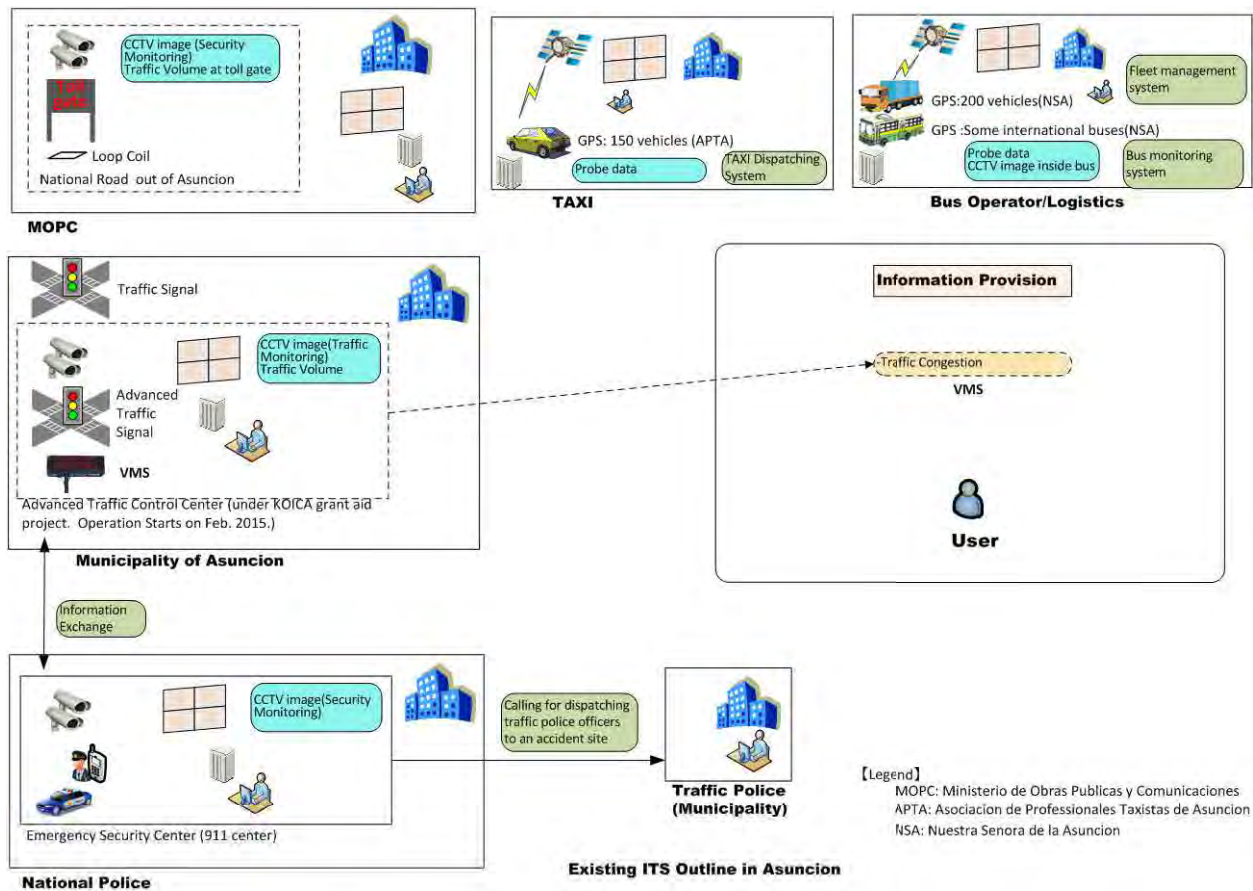 CCTV image (Security
Monitoring)
Traffic Volume at toll gate
Toll
gate
Loop Coil
National Road out of Asuncion
MOPC
GPS: 150 vehicles (APTA)
Probe data
TAXI Dispatching
System
TAXI
Fleet management
system
GPS:200 vehicles(NSA)
GPS :Some international buses(NSA)
Probe data
CCTV image inside bus
Bus monitoring
system
Bus Operator/Logistics
Traffic Signal
CCTV image(Traffic
Monitoring)
Traffic Volume
Advanced
Traffic
Signal
VMS
Advanced Traffic Control Center (under KOICA grant aid
project. Operation Starts on Feb. 2015.)
Municipality of Asuncion
Information Provision
-Traffic Congestion
VMS
User
Information
Exchange
CCTV image(Security
Monitoring)
Emergency Security Center (911 center)
National Police
Calling for dispatching
traffic police officers
to an accident site
Traffic Police
(Municipality)
【Legend】
MOPC: Ministerio de Obras Publicas y Comunicaciones
APTA: Asociacion de Professionales Taxistas de Asuncion
NSA: Nuestra Senora de la Asuncion
Existing ITS Outline in Asuncion